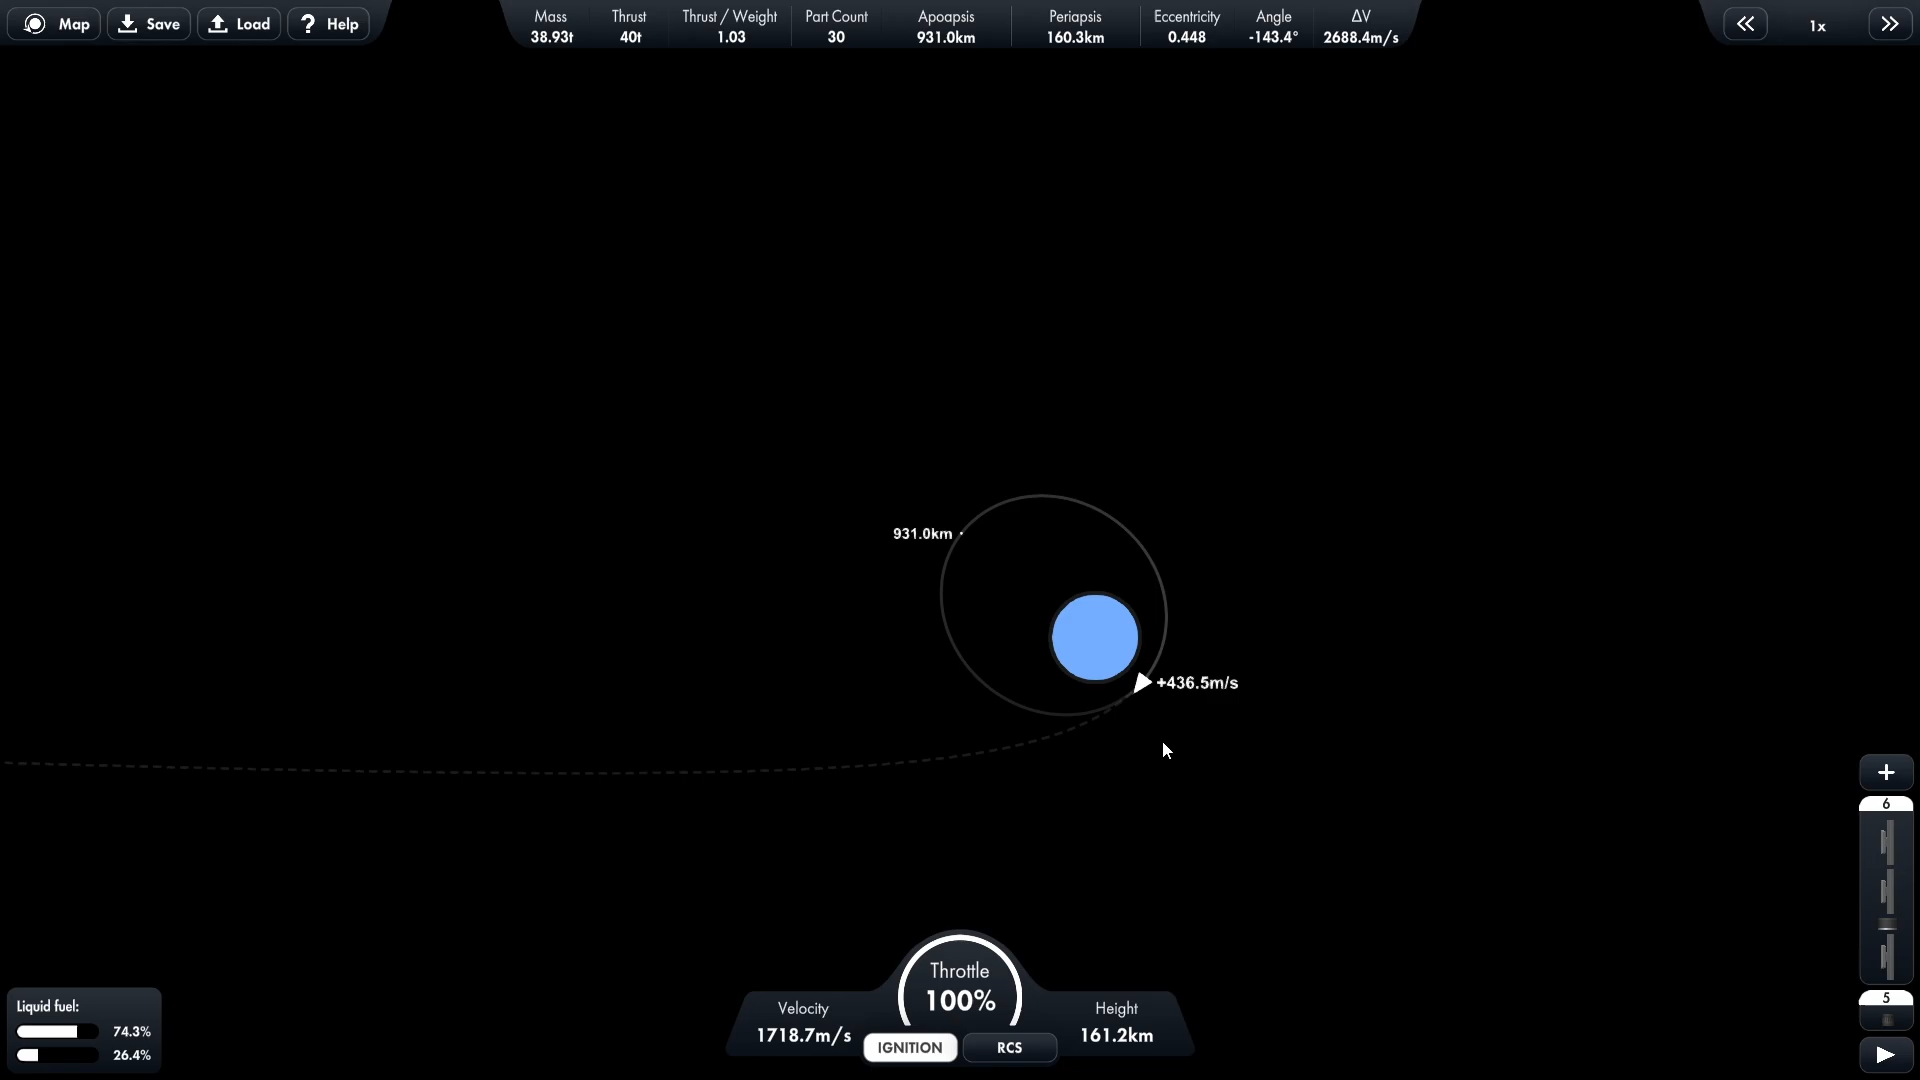 Map
Save
Load
Help
Mass
38.93t
Thrust
40t
Thrust / Weight
1.03
Part Count
30
Apoapsis
931.0km
Periapsis
160.3km
Eccentricity
0.448
Angle
-143.4°
ΔV
2688.4m/s
1x
931.0km
+436.5m/s
6
5
Liquid fuel:
74.3%
26.4%
Throttle
100%
Velocity
1718.7m/s
Height
161.2km
IGNITION
RCS